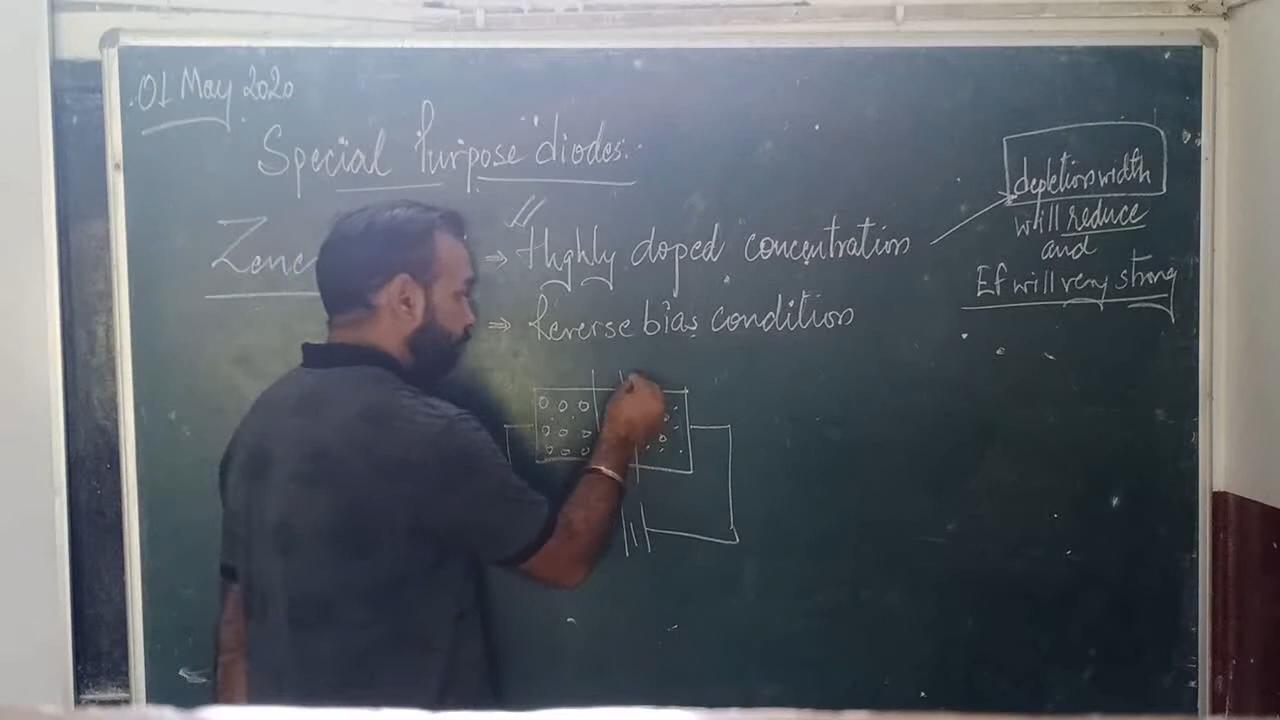 01 May 2020
Special Purpose diodes:
Zene
⇒ Highly doped concentration
⇒ Reverse bias condition
depletion width
will reduce
and
Ef will very strong